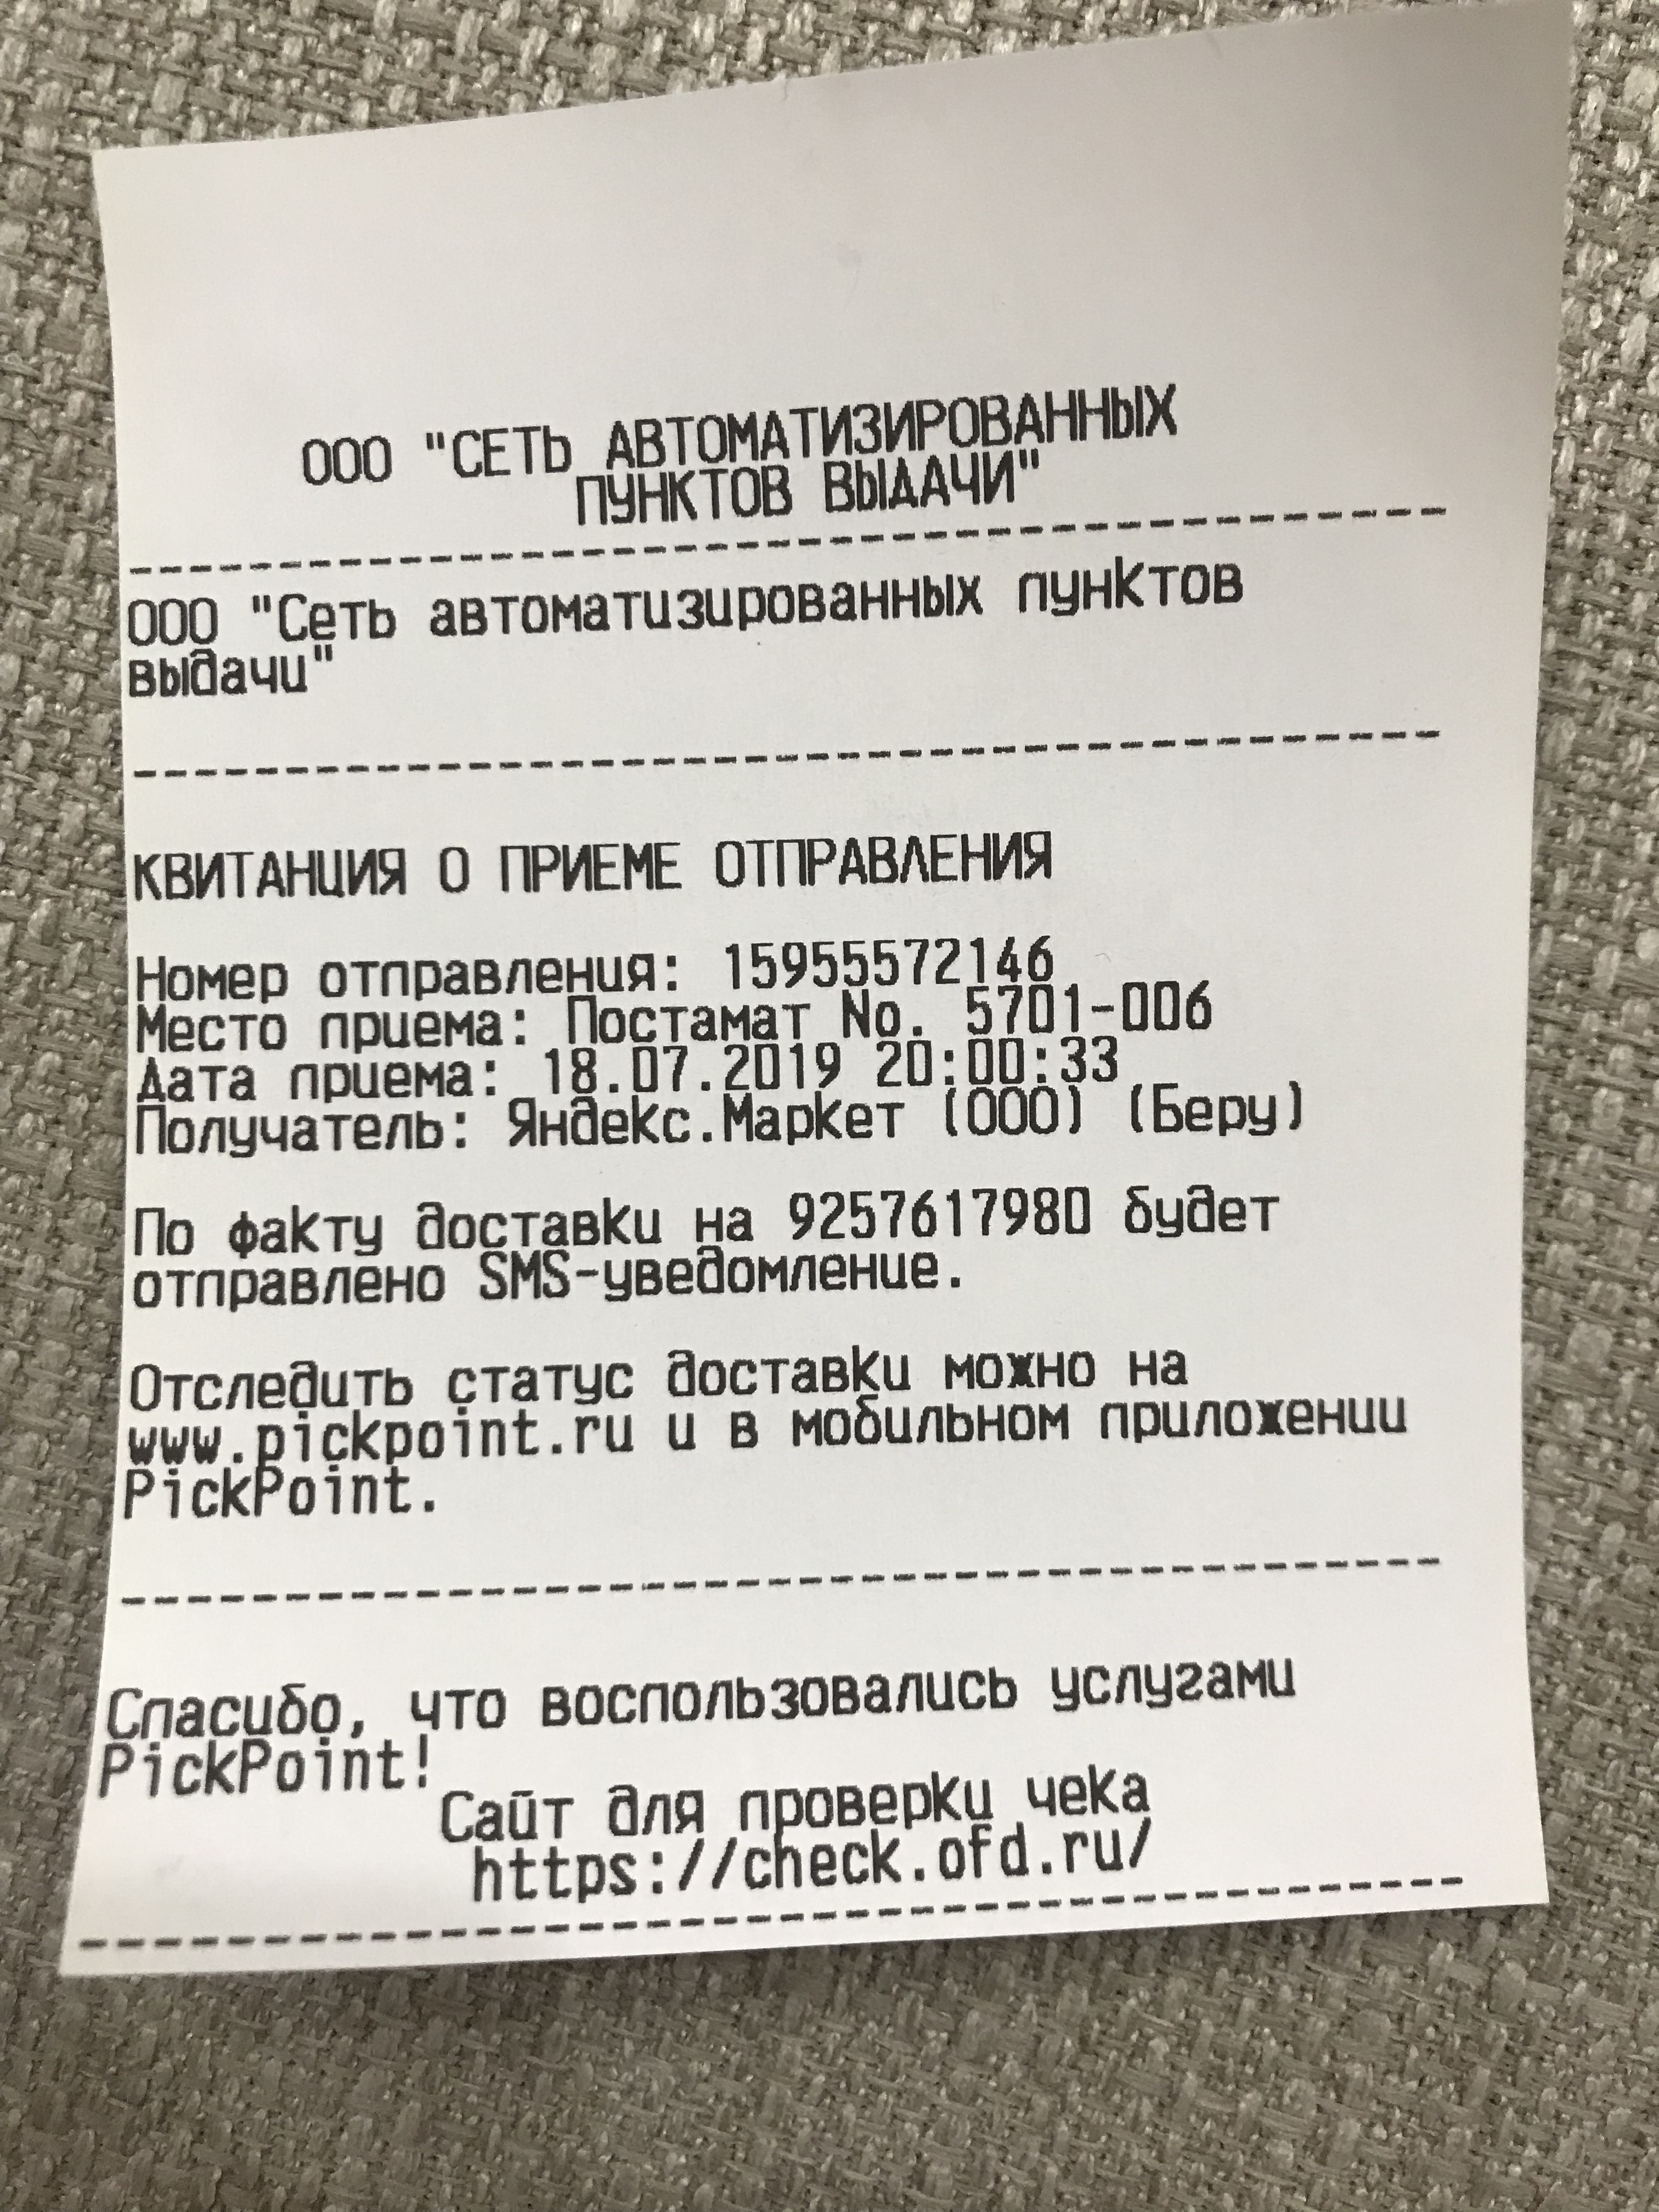 ООО "СЕТЬ АВТОМАТИЗИРОВАННЫХ
ПУНКТОВ ВЫДАЧИ"
ООО "Сеть автоматизированных пунктов
выдачи"
КВИТАНЦИЯ О ПРИЕМЕ ОТПРАВЛЕНИЯ
Номер отправления: 15955572146
Место приема: Постамат No. 5701-006
Дата приема: 18.07.2019 20:00:33
Получатель: Яндекс.Маркет (ООО) (Беру)
По факту доставки на 9257617980 будет
отправлено SMS-уведомление.
Отследить статус доставки можно на
www.pickpoint.ru и в мобильном приложении
PickPoint.
Спасибо, что воспользовались услугами
PickPoint!
Сайт для проверки чека
https://check.ofd.ru/